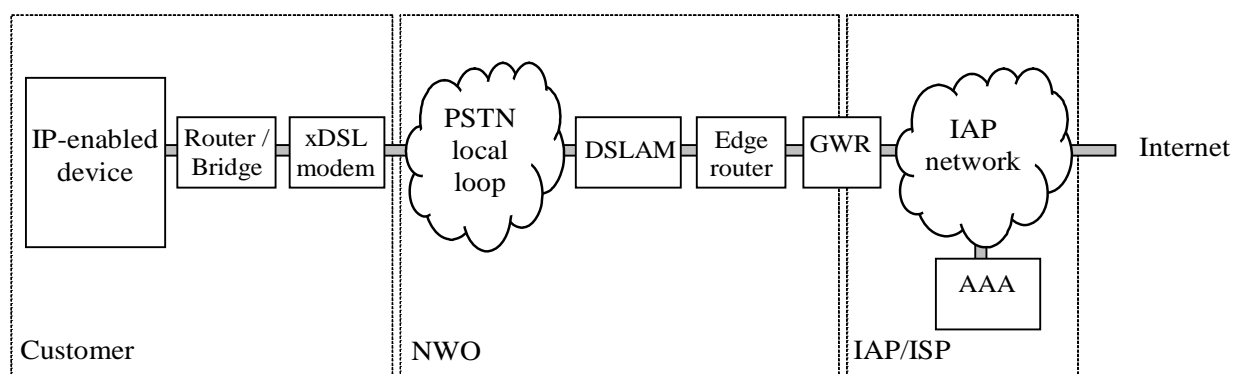 IP-enabled
device
Router /
Bridge
xDSL
modem
PSTN
local
loop
DSLAM
Edge
router
GWR
IAP
network
Internet
AAA
Customer
NWO
IAP/ISP